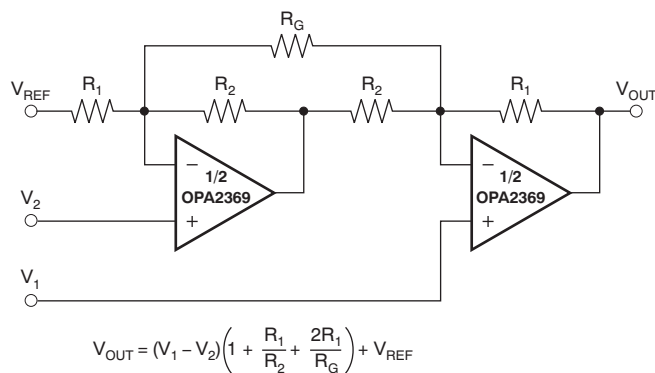 R_G
V_REF R_1 R_2 R_2 R_1 V_OUT
− −
1/2 1/2
OPA2369 OPA2369
V_2 + +
V_1
V_OUT = (V_1 − V_2)(1 + R_1/R_2 + 2R_1/R_G) + V_REF